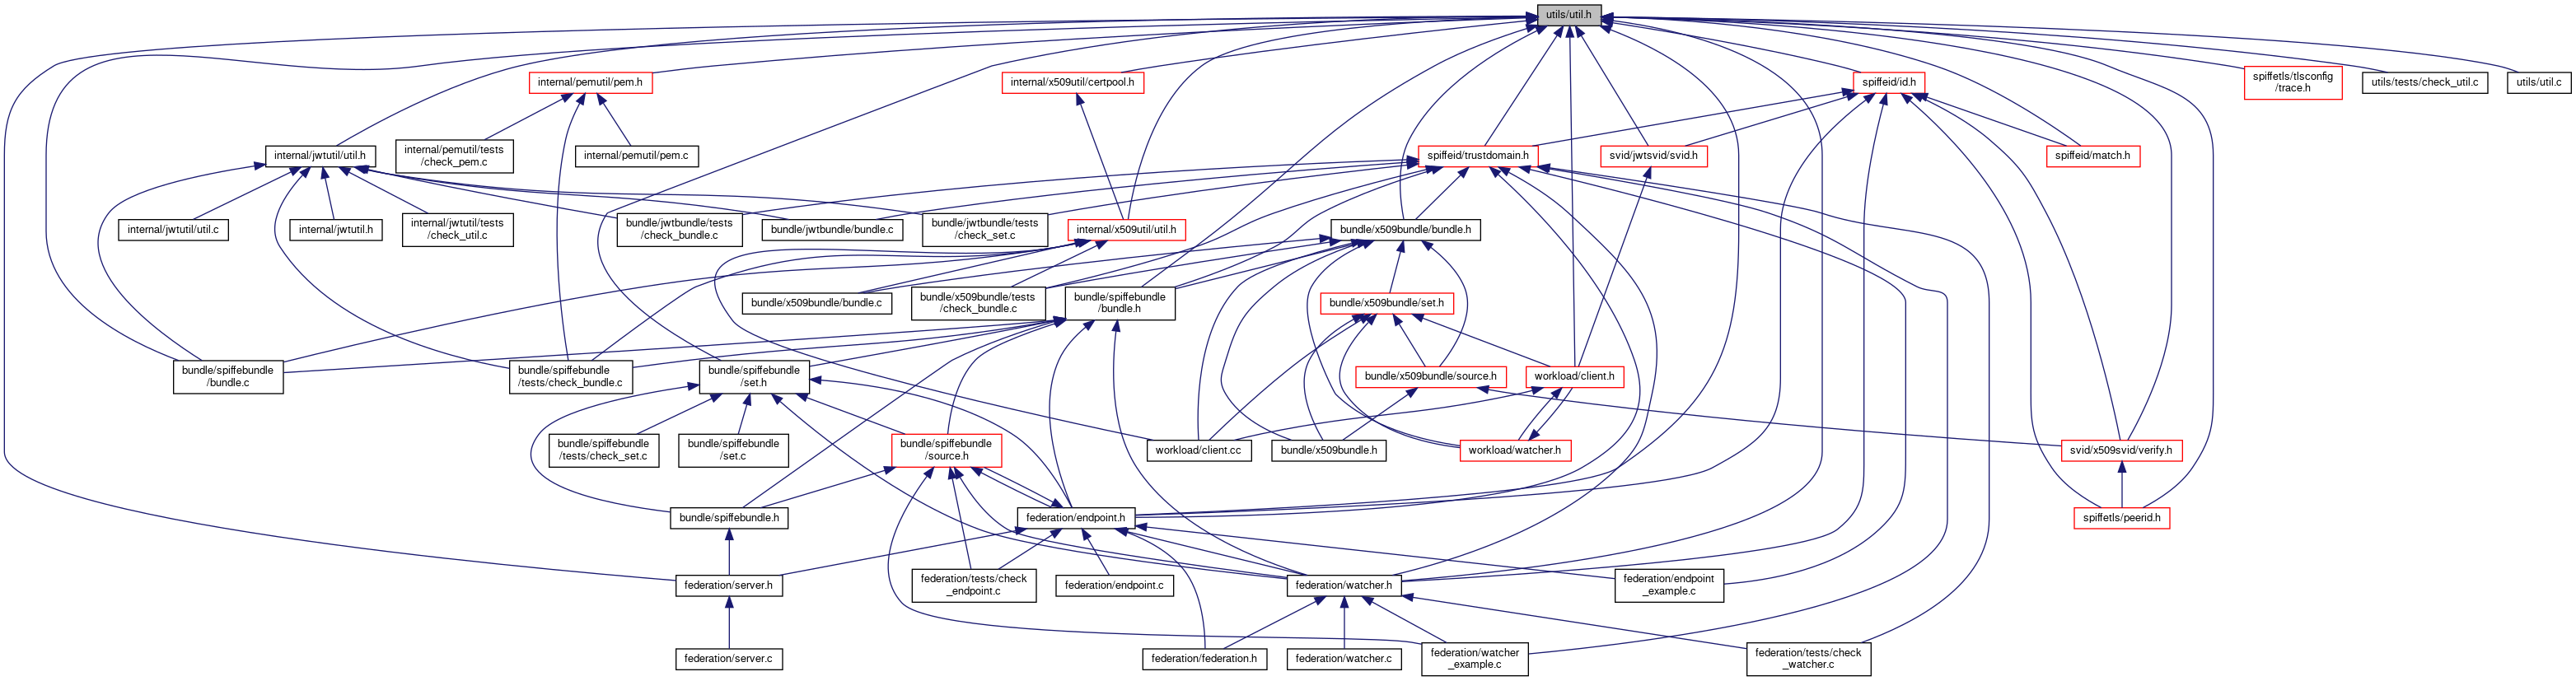 utils/util.h
internal/pemutil/pem.h
internal/x509util/certpool.h
spiffeid/id.h
spiffetls/tlsconfig
/trace.h
utils/tests/check_util.c
utils/util.c
internal/jwtutil/util.h
internal/pemutil/tests
/check_pem.c
internal/pemutil/pem.c
spiffeid/trustdomain.h
svid/jwtsvid/svid.h
spiffeid/match.h
internal/jwtutil/util.c
internal/jwtutil.h
internal/jwtutil/tests
/check_util.c
bundle/jwtbundle/tests
/check_bundle.c
bundle/jwtbundle/bundle.c
bundle/jwtbundle/tests
/check_set.c
internal/x509util/util.h
bundle/x509bundle/bundle.h
bundle/x509bundle/bundle.c
bundle/x509bundle/tests
/check_bundle.c
bundle/spiffebundle
/bundle.h
bundle/x509bundle/set.h
bundle/spiffebundle
/bundle.c
bundle/spiffebundle
/tests/check_bundle.c
bundle/spiffebundle
/set.h
bundle/x509bundle/source.h
workload/client.h
bundle/spiffebundle
/tests/check_set.c
bundle/spiffebundle
/set.c
bundle/spiffebundle
/source.h
workload/client.cc
bundle/x509bundle.h
workload/watcher.h
svid/x509svid/verify.h
bundle/spiffebundle.h
federation/endpoint.h
spiffetls/peerid.h
federation/server.h
federation/tests/check
_endpoint.c
federation/endpoint.c
federation/watcher.h
federation/endpoint
_example.c
federation/server.c
federation/federation.h
federation/watcher.c
federation/watcher
_example.c
federation/tests/check
_watcher.c